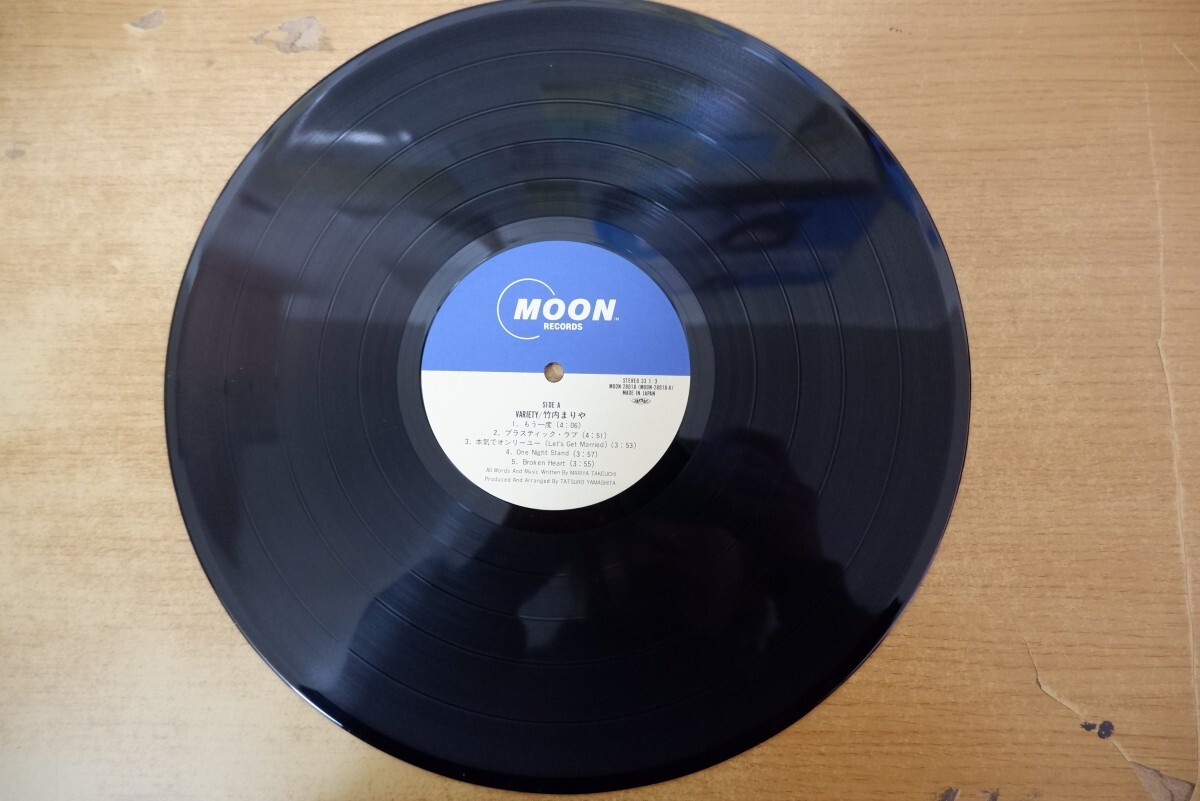 MOON™
RECORDS
STEREO 33 1/3
MOON-28018 (MOON-28018-A)
MADE IN JAPAN
SIDE A
VARIETY/竹内まりや
1. もう一度 (4:06)
2. プラスティック・ラブ (4:51)
3. 本気でオンリーユー (Let's Get Married) (3:53)
4. One Night Stand (3:57)
5. Broken Heart (3:55)
All Words And Music Written By MARIYA TAKEUCHI
Produced And Arranged By TATSURO YAMASHITA